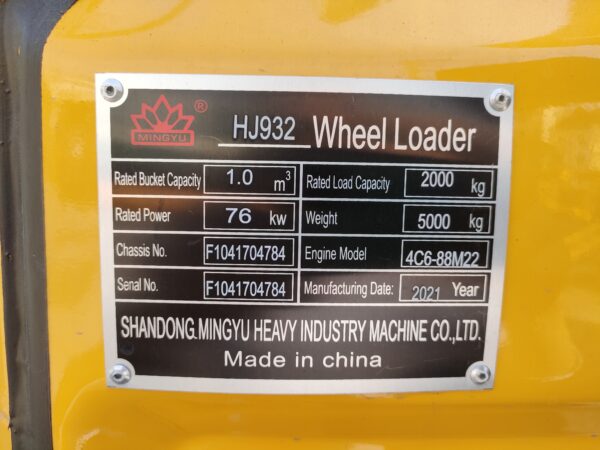 MINGYU ® HJ932 Wheel Loader
Rated Bucket Capacity 1.0 m³ Rated Load Capacity 2000 kg
Rated Power 76 kw Weight 5000 kg
Chassis No. F1041704784 Engine Model 4C6-88M22
Serial No. F1041704784 Manufacturing Date: 2021 Year
SHANDONG.MINGYU HEAVY INDUSTRY MACHINE CO.,LTD.
Made in china